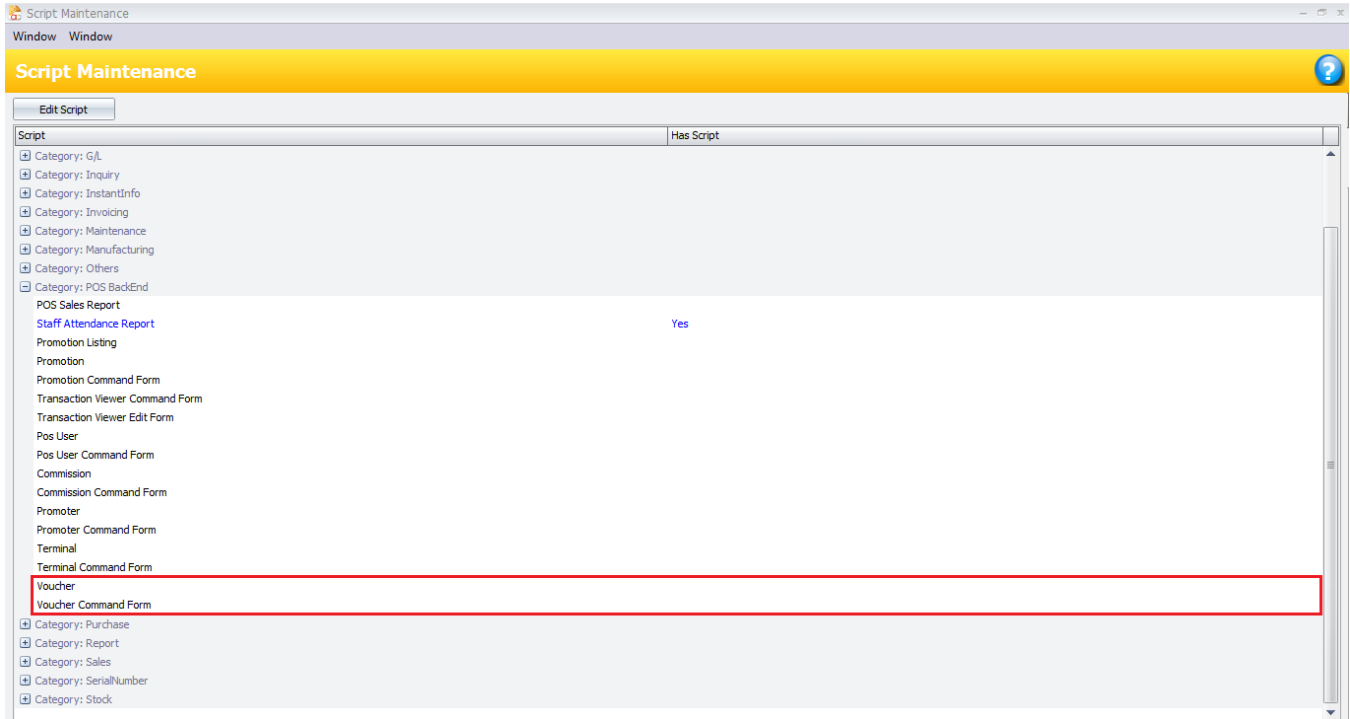 Script Maintenance
Window Window
Script Maintenance
?
Edit Script
Script Has Script
Category: G/L
Category: Inquiry
Category: InstantInfo
Category: Invoicing
Category: Maintenance
Category: Manufacturing
Category: Others
Category: POS BackEnd
POS Sales Report
Staff Attendance Report Yes
Promotion Listing
Promotion
Promotion Command Form
Transaction Viewer Command Form
Transaction Viewer Edit Form
Pos User
Pos User Command Form
Commission
Commission Command Form
Promoter
Promoter Command Form
Terminal
Terminal Command Form
Voucher
Voucher Command Form
Category: Purchase
Category: Report
Category: Sales
Category: SerialNumber
Category: Stock